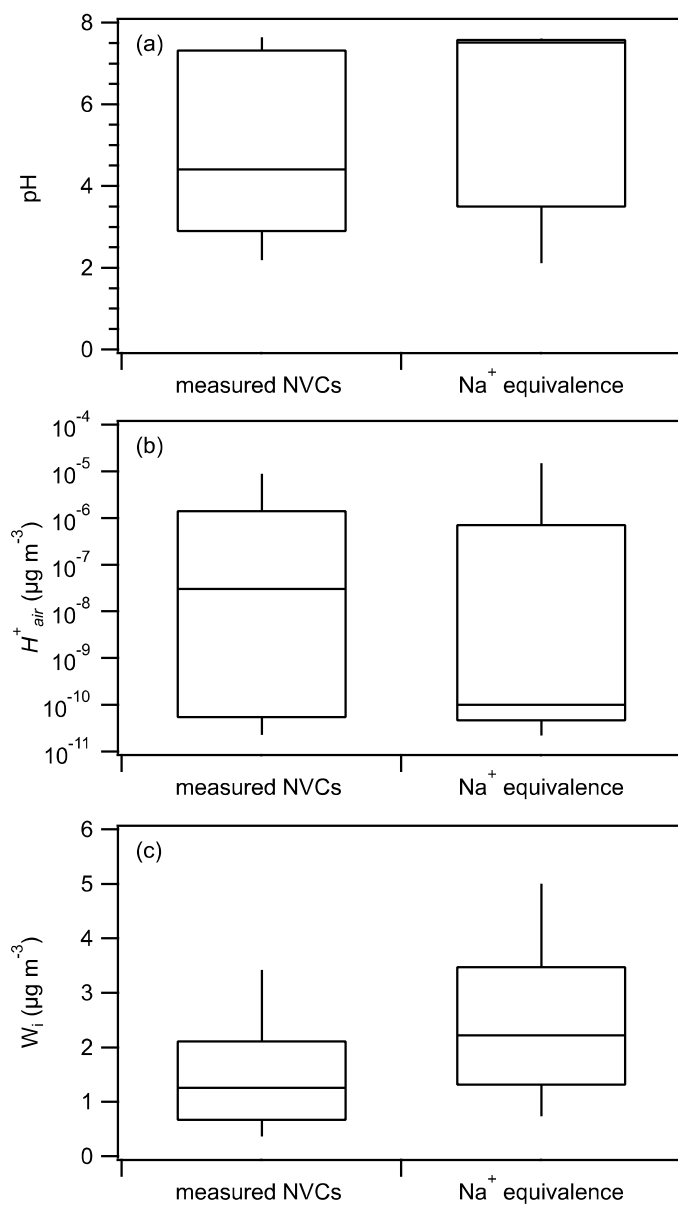 8
(a)
6
pH
4
2
0
measured NVCs
Na+ equivalence
10-4
(b)
10-5
10-6
H+air (µg m-3)
10-7
10-8
10-9
10-10
10-11
measured NVCs
Na+ equivalence
6
(c)
5
4
Wi (µg m-3)
3
2
1
0
measured NVCs
Na+ equivalence